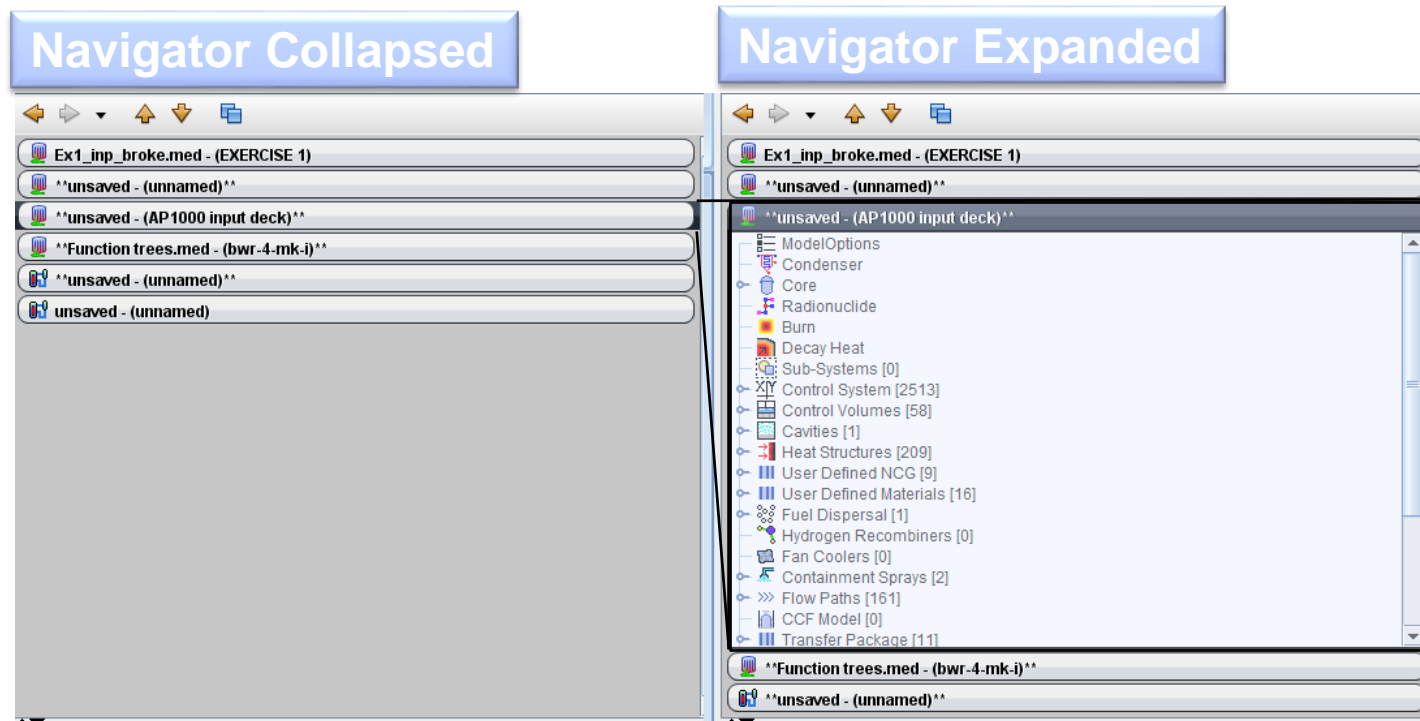 Navigator Collapsed
Ex1_inp_broke.med - (EXERCISE 1)
**unsaved - (unnamed)**
**unsaved - (AP1000 input deck)**
**Function trees.med - (bwr-4-mk-i)**
**unsaved - (unnamed)**
unsaved - (unnamed)
Navigator Expanded
Ex1_inp_broke.med - (EXERCISE 1)
**unsaved - (unnamed)**
**unsaved - (AP1000 input deck)**
ModelOptions
Condenser
Core
Radionuclide
Burn
Decay Heat
Sub-Systems [0]
Control System [2513]
Control Volumes [58]
Cavities [1]
Heat Structures [209]
User Defined NCG [9]
User Defined Materials [16]
Fuel Dispersal [1]
Hydrogen Recombiners [0]
Fan Coolers [0]
Containment Sprays [2]
Flow Paths [161]
CCF Model [0]
Transfer Package [11]
**Function trees.med - (bwr-4-mk-i)**
**unsaved - (unnamed)**